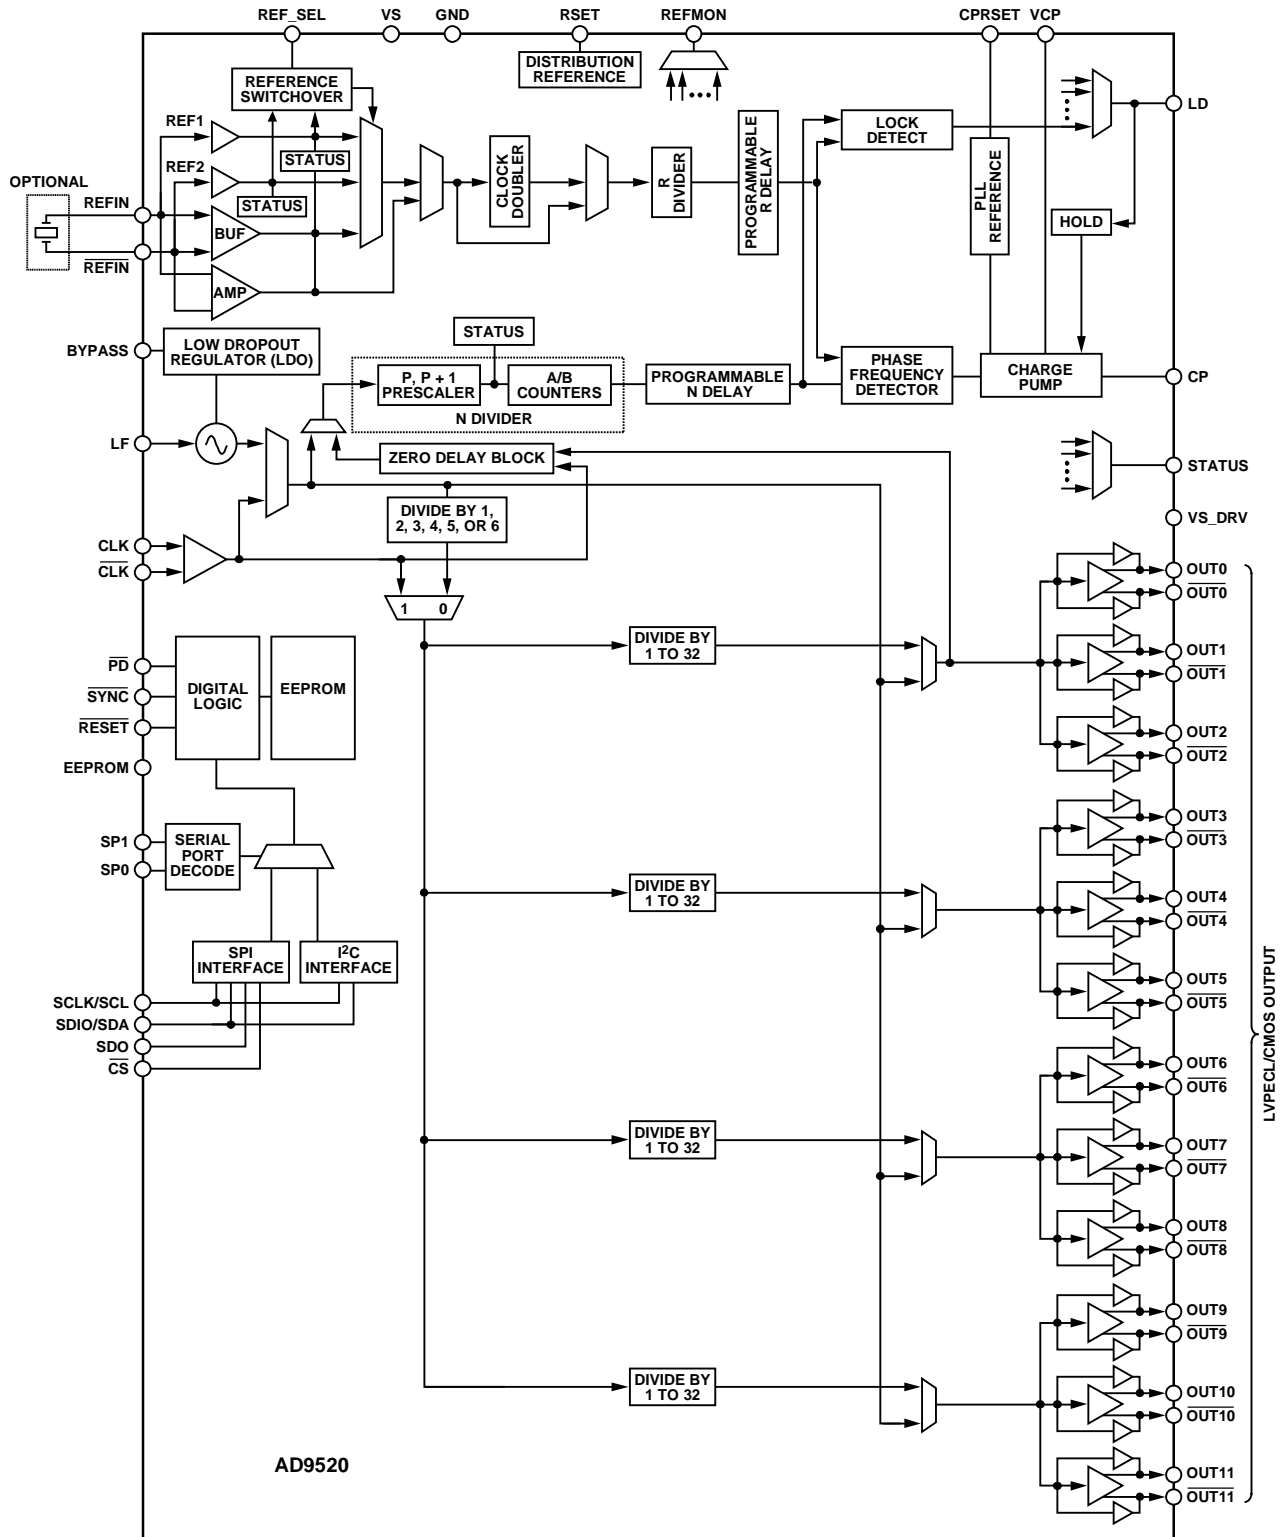 REF_SEL VS GND RSET REFMON CPRSET VCP
DISTRIBUTION
REFERENCE
REFERENCE
SWITCHOVER
REF1
STATUS
REF2
STATUS
OPTIONAL
REFIN
BUF
REFIN
AMP
CLOCK
DOUBLER
R
DIVIDER
PROGRAMMABLE
R DELAY
LOCK
DETECT
LD
PLL
REFERENCE
HOLD
BYPASS
LOW DROPOUT
REGULATOR (LDO)
STATUS
P, P + 1
PRESCALER
A/B
COUNTERS
N DIVIDER
PROGRAMMABLE
N DELAY
PHASE
FREQUENCY
DETECTOR
CHARGE
PUMP
CP
LF
ZERO DELAY BLOCK
STATUS
DIVIDE BY 1,
2, 3, 4, 5, OR 6
VS_DRV
CLK
CLK
1 0
OUT0
OUT0
DIVIDE BY
1 TO 32
OUT1
OUT1
PD
SYNC
RESET
DIGITAL
LOGIC
EEPROM
OUT2
OUT2
EEPROM
SP1
SP0
SERIAL
PORT
DECODE
OUT3
OUT3
DIVIDE BY
1 TO 32
OUT4
OUT4
SPI
INTERFACE
I²C
INTERFACE
OUT5
OUT5
SCLK/SCL
SDIO/SDA
SDO
CS
LVPECL/CMOS OUTPUT
OUT6
OUT6
DIVIDE BY
1 TO 32
OUT7
OUT7
OUT8
OUT8
OUT9
OUT9
DIVIDE BY
1 TO 32
OUT10
OUT10
AD9520
OUT11
OUT11